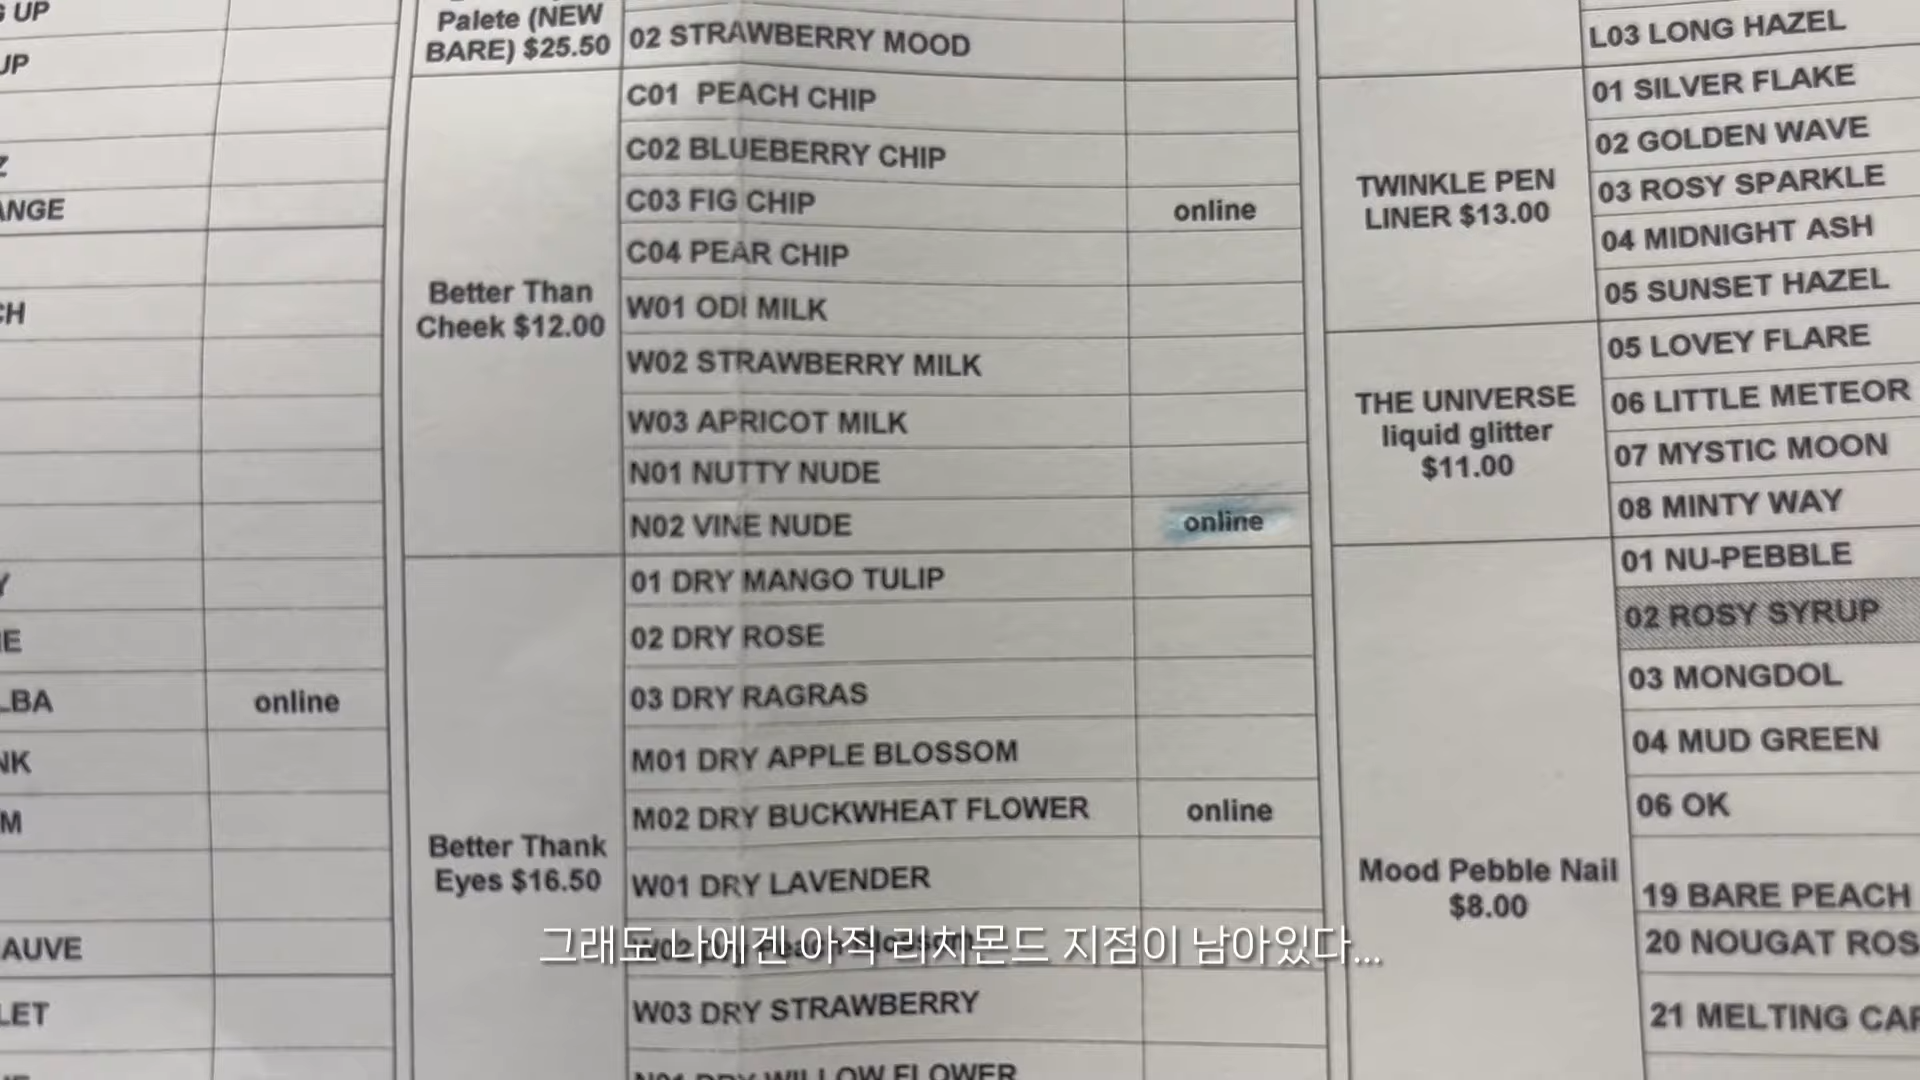 UP
UP
ANGE
CH
LBA
online
NK
M
AUVE
LET
Palete (NEW
BARE) $25.50
02 STRAWBERRY MOOD
Better Than
Cheek $12.00
C01 PEACH CHIP
C02 BLUEBERRY CHIP
C03 FIG CHIP
online
C04 PEAR CHIP
W01 ODI MILK
W02 STRAWBERRY MILK
W03 APRICOT MILK
N01 NUTTY NUDE
N02 VINE NUDE
online
Better Thank
Eyes $16.50
01 DRY MANGO TULIP
02 DRY ROSE
03 DRY RAGRAS
M01 DRY APPLE BLOSSOM
M02 DRY BUCKWHEAT FLOWER
online
W01 DRY LAVENDER
W03 DRY STRAWBERRY
N01 DRY WILLOW FLOWER
L03 LONG HAZEL
TWINKLE PEN
LINER $13.00
01 SILVER FLAKE
02 GOLDEN WAVE
03 ROSY SPARKLE
04 MIDNIGHT ASH
05 SUNSET HAZEL
THE UNIVERSE
liquid glitter
$11.00
05 LOVEY FLARE
06 LITTLE METEOR
07 MYSTIC MOON
08 MINTY WAY
Mood Pebble Nail
$8.00
01 NU-PEBBLE
02 ROSY SYRUP
03 MONGDOL
04 MUD GREEN
06 OK
19 BARE PEACH
20 NOUGAT ROS
21 MELTING CAR
그래도 나에겐 아직 리치몬드 지점이 남아있다...